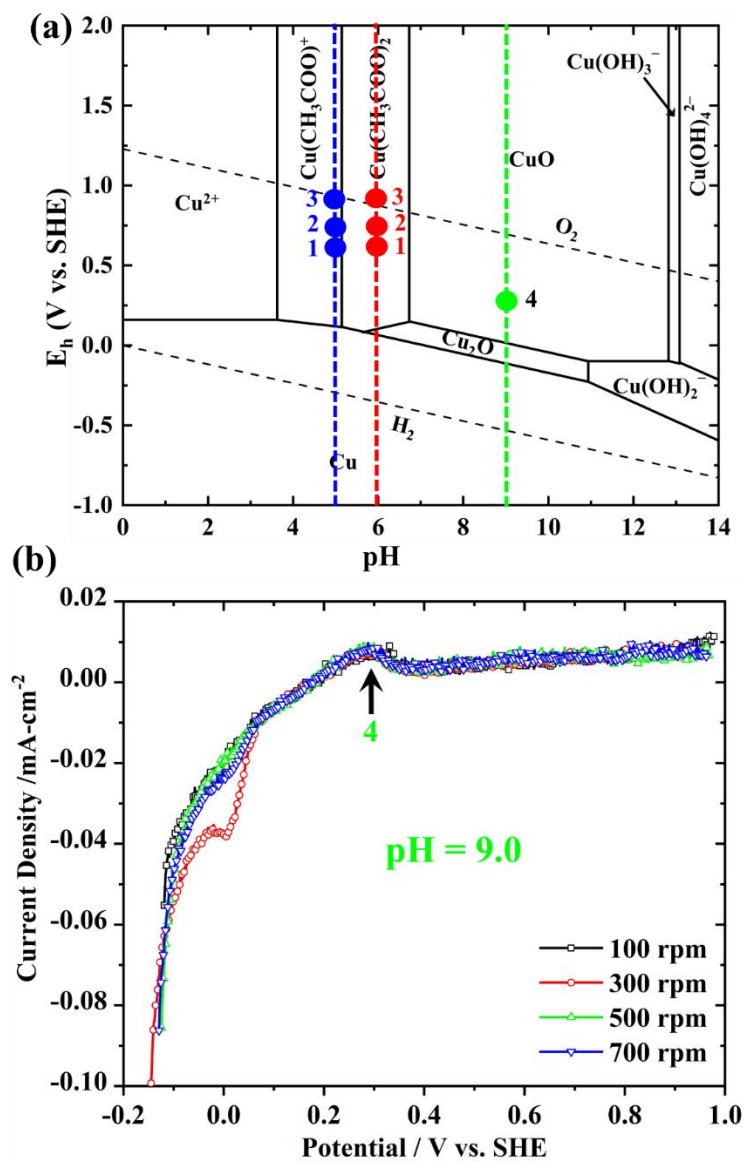 (a)
2.0
1.5
1.0
0.5
0.0
-0.5
-1.0
E_h (V vs. SHE)
Cu(CH₃COO)⁺
Cu(CH₃COO)₂
Cu(OH)₃⁻
Cu(OH)₄²⁻
CuO
Cu²⁺
3
2
1
3
2
1
O₂
4
Cu₂O
Cu(OH)₂⁻
H₂
Cu
0 2 4 6 8 10 12 14
pH
(b)
0.02
0.00
-0.02
-0.04
-0.06
-0.08
-0.10
Current Density /mA-cm⁻²
4
pH = 9.0
100 rpm
300 rpm
500 rpm
700 rpm
-0.2 0.0 0.2 0.4 0.6 0.8 1.0
Potential / V vs. SHE